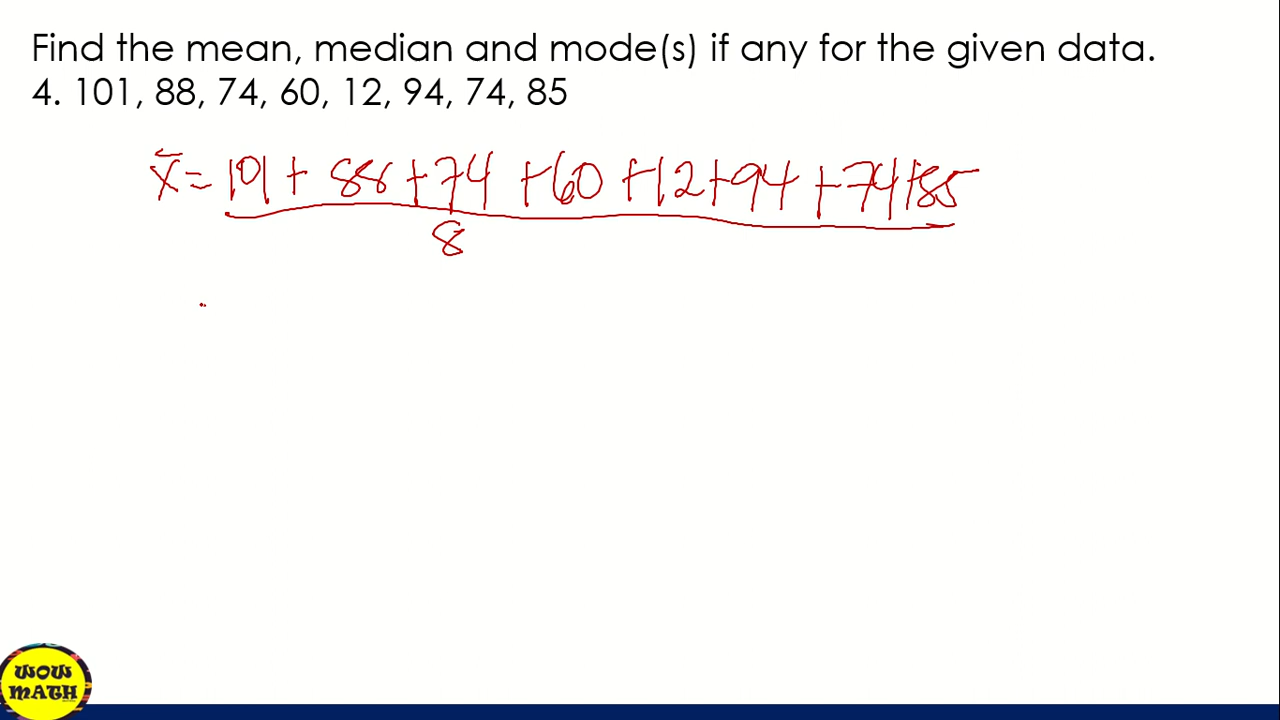 Find the mean, median and mode(s) if any for the given data.
4. 101, 88, 74, 60, 12, 94, 74, 85
x̄ = 101 + 88 + 74 + 60 + 12 + 94 + 74 + 85
8
WOW
MATH